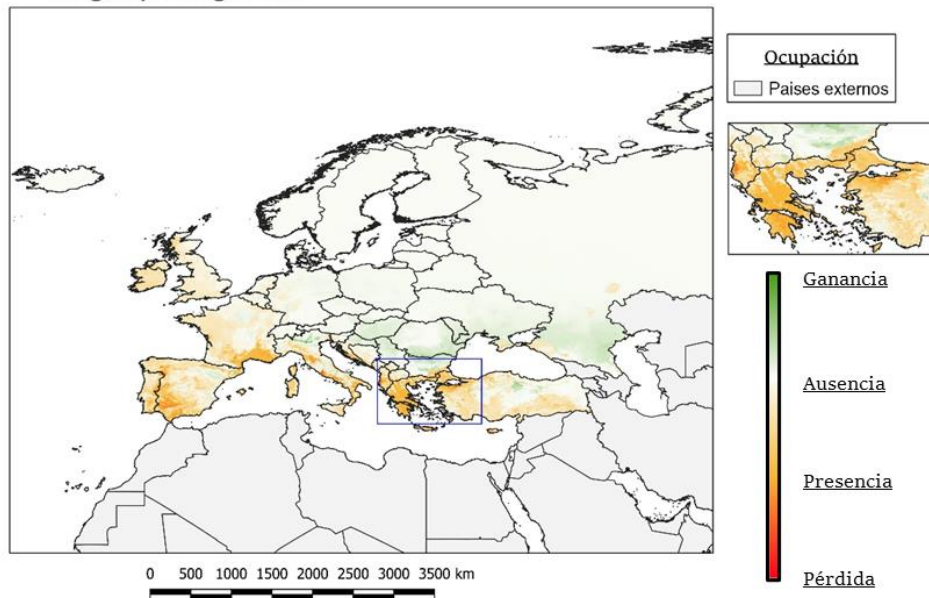 Ocupación
Paises externos
Ganancia
Ausencia
Presencia
Pérdida
0 500 1000 1500 2000 2500 3000 3500 km